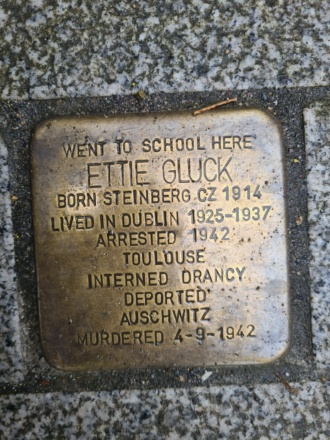 WENT TO SCHOOL HERE
ETTIE GLUCK
BORN STEINBERG CZ 1914
LIVED IN DUBLIN 1925-1937
ARRESTED 1942
TOULOUSE
INTERNED DRANCY
DEPORTED
AUSCHWITZ
MURDERED 4-9-1942